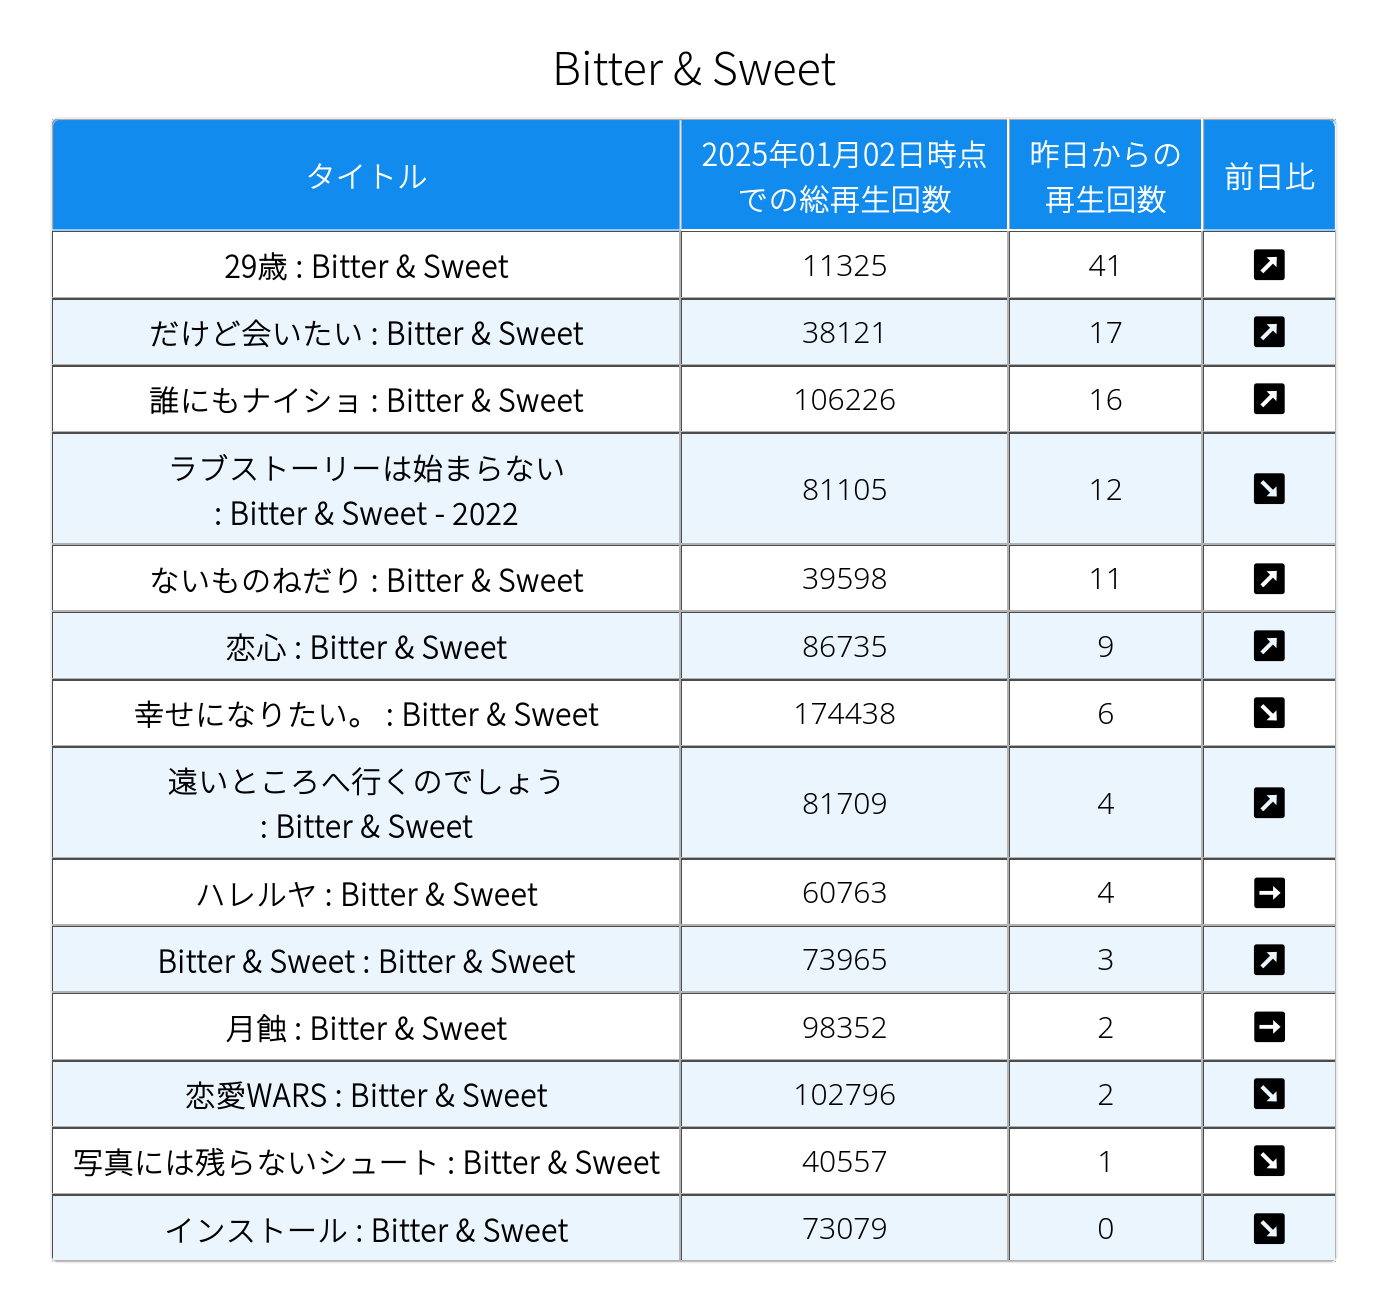 Bitter & Sweet
タイトル
2025年01月02日時点
での総再生回数
昨日からの
再生回数
前日比
29歳 : Bitter & Sweet 11325 41 ↗
だけど会いたい : Bitter & Sweet 38121 17 ↗
誰にもナイショ : Bitter & Sweet 106226 16 ↗
ラブストーリーは始まらない
: Bitter & Sweet - 2022 81105 12 ↘
ないものねだり : Bitter & Sweet 39598 11 ↗
恋心 : Bitter & Sweet 86735 9 ↗
幸せになりたい。 : Bitter & Sweet 174438 6 ↘
遠いところへ行くのでしょう
: Bitter & Sweet 81709 4 ↗
ハレルヤ : Bitter & Sweet 60763 4 →
Bitter & Sweet : Bitter & Sweet 73965 3 ↗
月蝕 : Bitter & Sweet 98352 2 →
恋愛WARS : Bitter & Sweet 102796 2 ↘
写真には残らないシュート : Bitter & Sweet 40557 1 ↘
インストール : Bitter & Sweet 73079 0 ↘